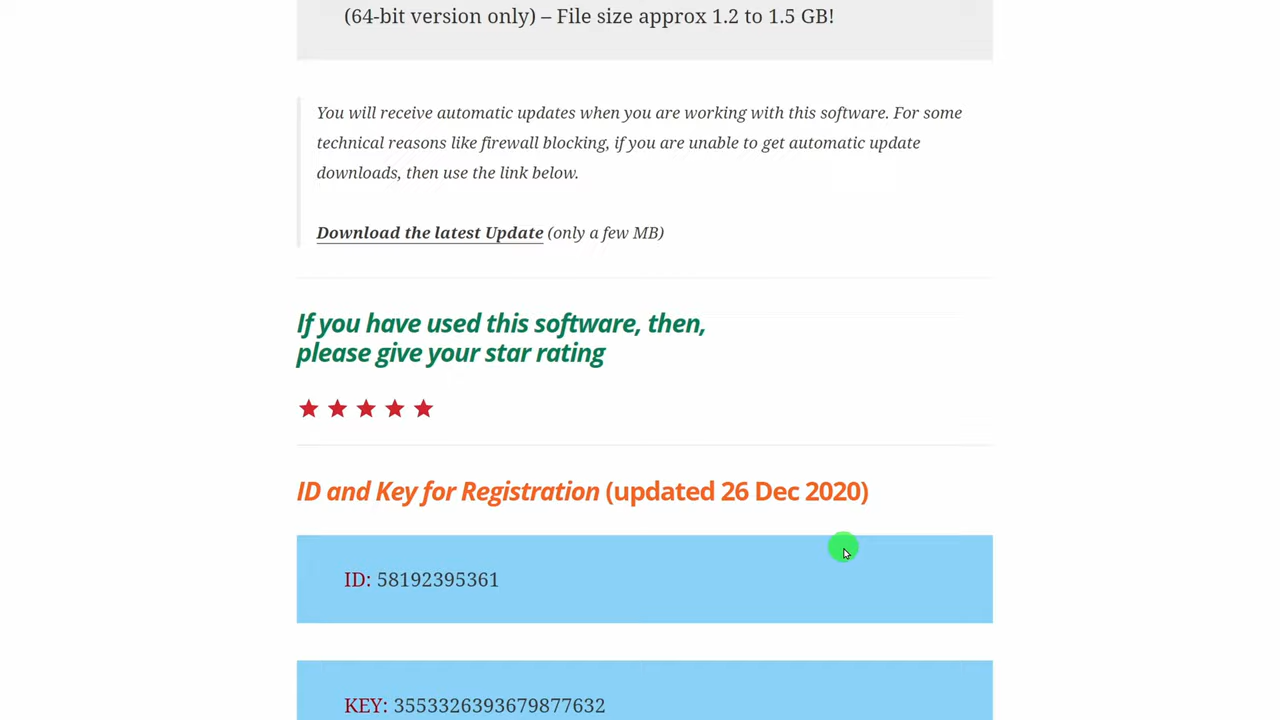 (64-bit version only) – File size approx 1.2 to 1.5 GB!
You will receive automatic updates when you are working with this software. For some
technical reasons like firewall blocking, if you are unable to get automatic update
downloads, then use the link below.
Download the latest Update (only a few MB)
If you have used this software, then,
please give your star rating
ID and Key for Registration (updated 26 Dec 2020)
ID: 58192395361
KEY: 3553326393679877632